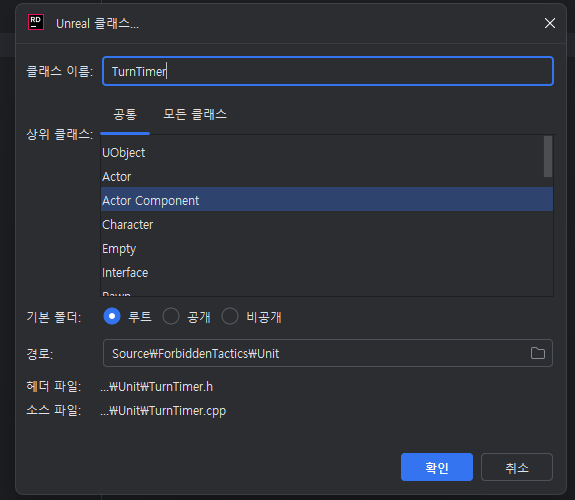 RD
Unreal 클래스...
클래스 이름: TurnTimer
공통 모든 클래스
상위 클래스:
UObject
Actor
Actor Component
Character
Empty
Interface
Pawn
기본 폴더: 루트 공개 비공개
경로: Source\ForbiddenTactics\Unit
헤더 파일: ...\Unit\TurnTimer.h
소스 파일: ...\Unit\TurnTimer.cpp
확인 취소